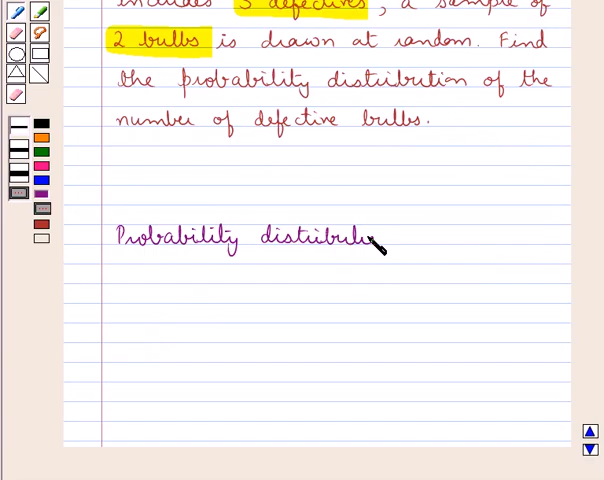 includes 3 defectives, a sample of
2 bulbs is drawn at random. Find
the probability distribution of the
number of defective bulbs.
Probability distribu